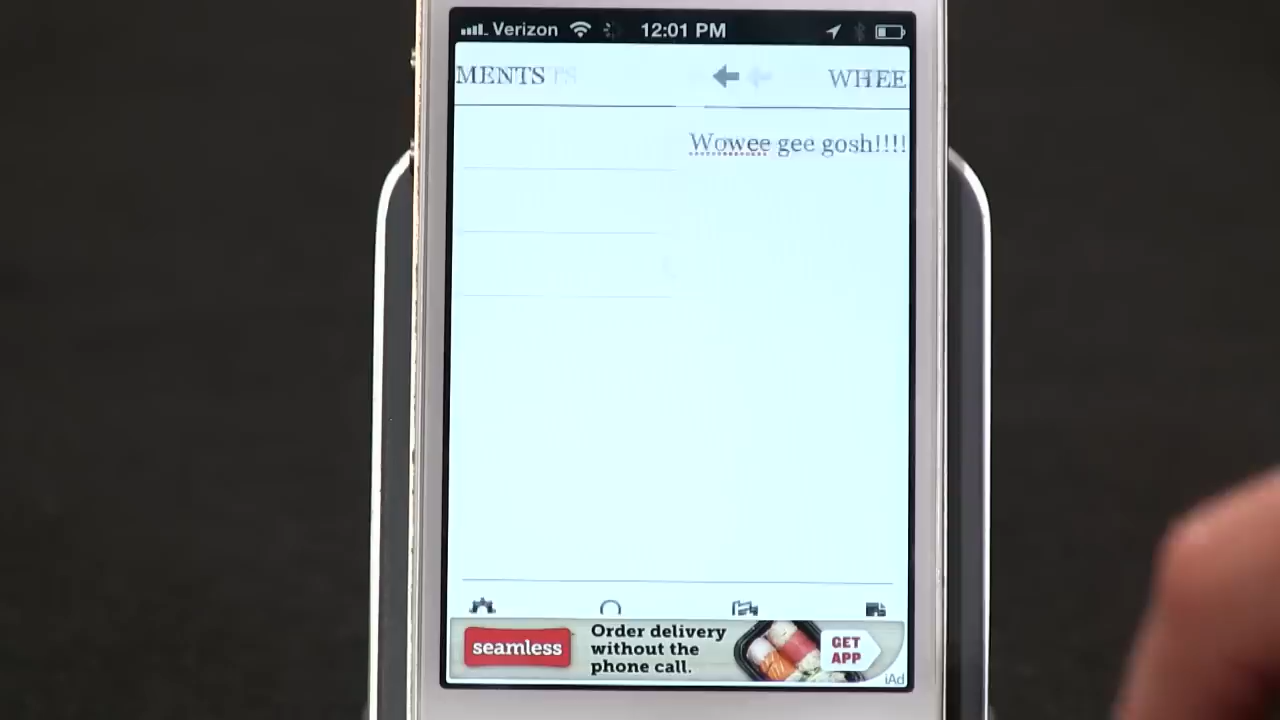 Verizon 12:01 PM
MENTS WHEE
Wowee gee gosh!!!!
seamless
Order delivery
without the
phone call.
GET
APP
iAd